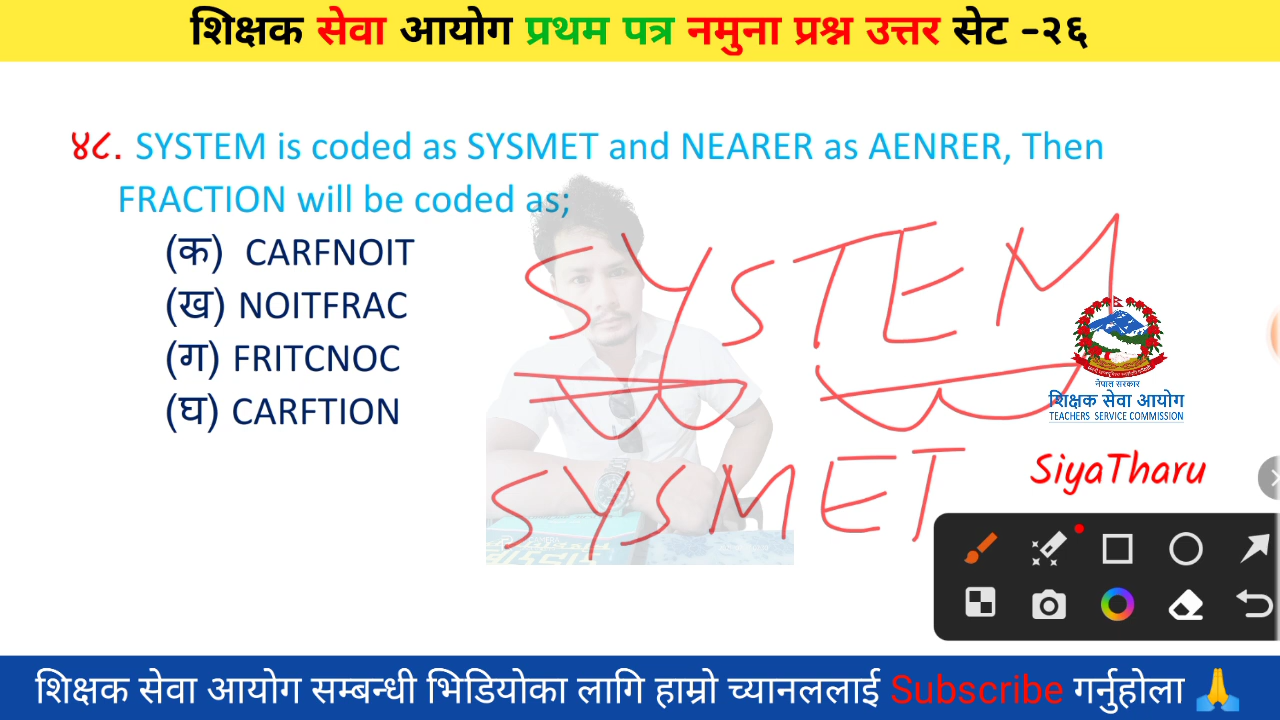 शिक्षक सेवा आयोग प्रथम पत्र नमुना प्रश्न उत्तर सेट -२६
४८. SYSTEM is coded as SYSMET and NEARER as AENRER, Then
FRACTION will be coded as;
(क) CARFNOIT
(ख) NOITFRAC
(ग) FRITCNOC
(घ) CARFTION
SYSTEM
SYSMET
नेपाल सरकार
शिक्षक सेवा आयोग
TEACHERS SERVICE COMMISSION
SiyaTharu
शिक्षक सेवा आयोग सम्बन्धी भिडियोका लागि हाम्रो च्यानललाई Subscribe गर्नुहोला 🙏